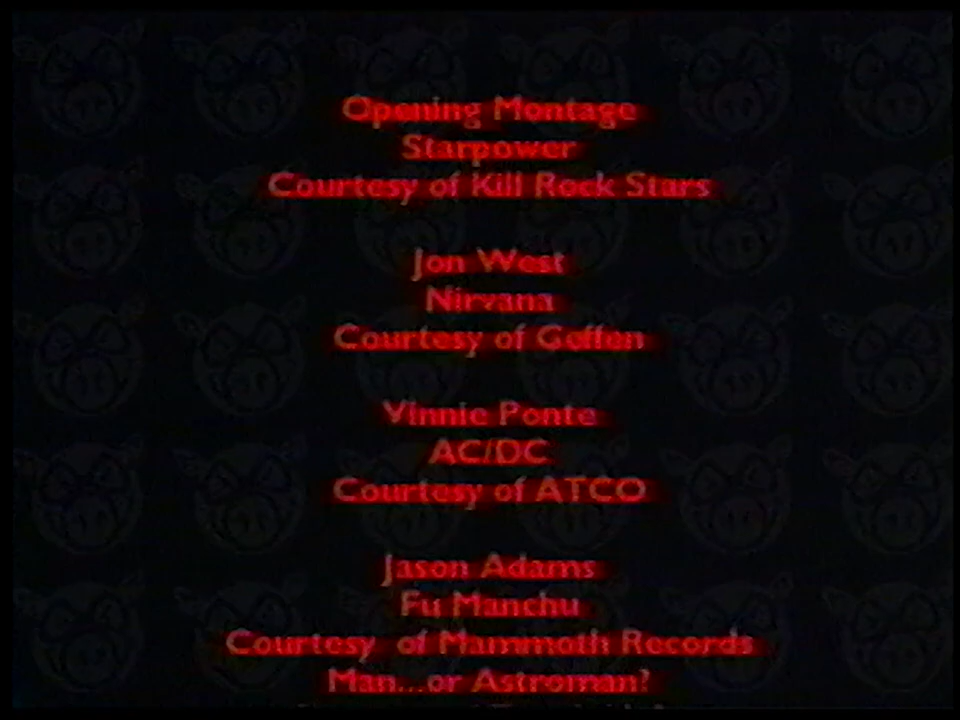 Opening Montage
Starpower
Courtesy of Kill Rock Stars
Jon West
Nirvana
Courtesy of Geffen
Vinnie Ponte
AC/DC
Courtesy of ATCO
Jason Adams
Fu Manchu
Courtesy of Mammoth Records
Man...or Astroman?